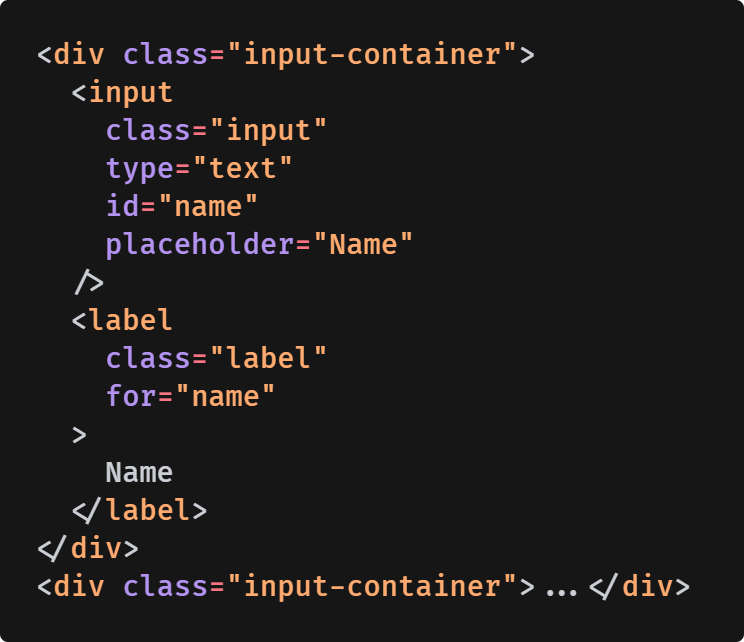 <div class="input-container">
  <input
    class="input"
    type="text"
    id="name"
    placeholder="Name"
  />
  <label
    class="label"
    for="name"
  >
    Name
  </label>
</div>
<div class="input-container">...</div>